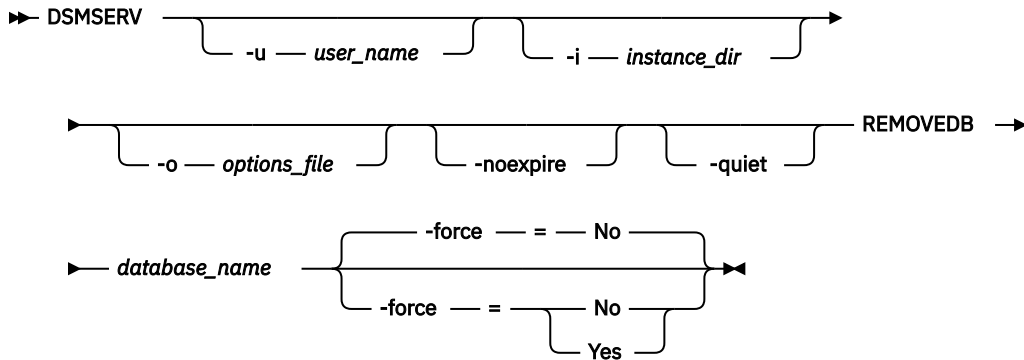 DSMSERV
-u user_name
-i instance_dir
-o options_file
-noexpire
-quiet
REMOVEDB
database_name
-force = No
-force = No
Yes